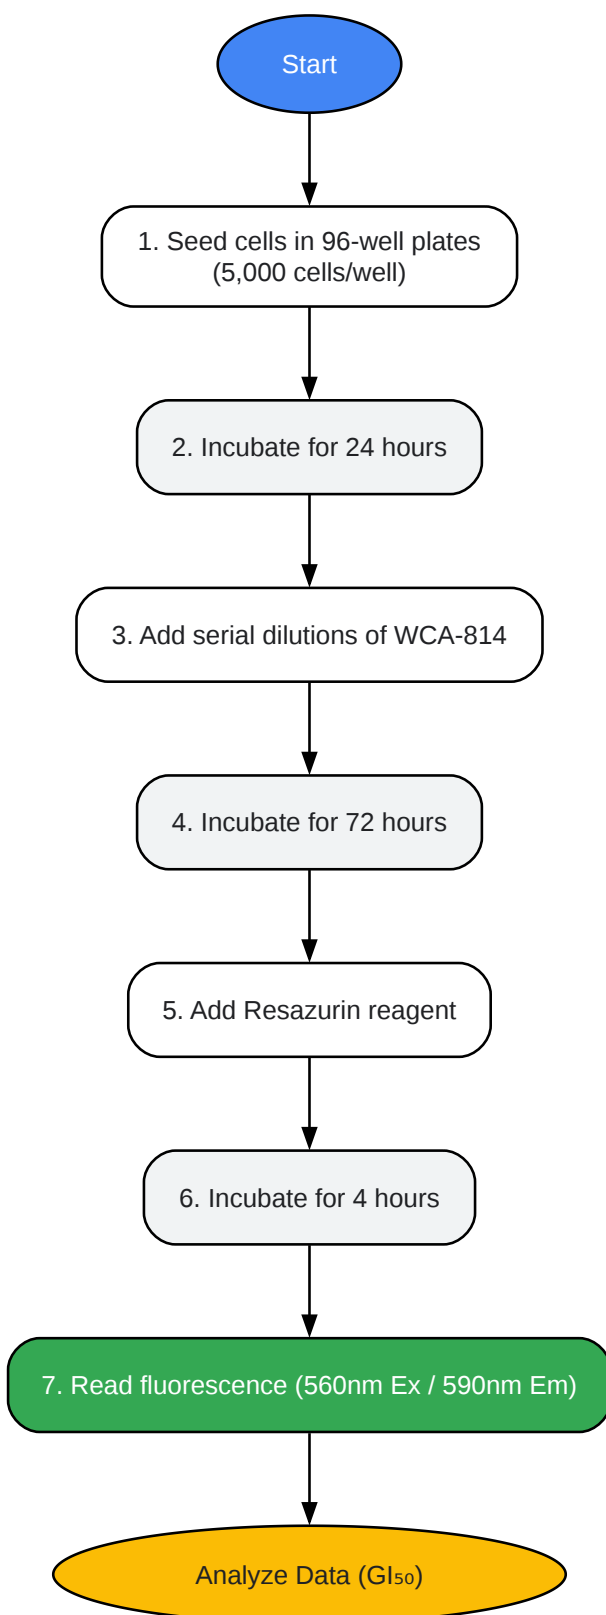 Start
1. Seed cells in 96-well plates
(5,000 cells/well)
2. Incubate for 24 hours
3. Add serial dilutions of WCA-814
4. Incubate for 72 hours
5. Add Resazurin reagent
6. Incubate for 4 hours
7. Read fluorescence (560nm Ex / 590nm Em)
Analyze Data (GI₅₀)